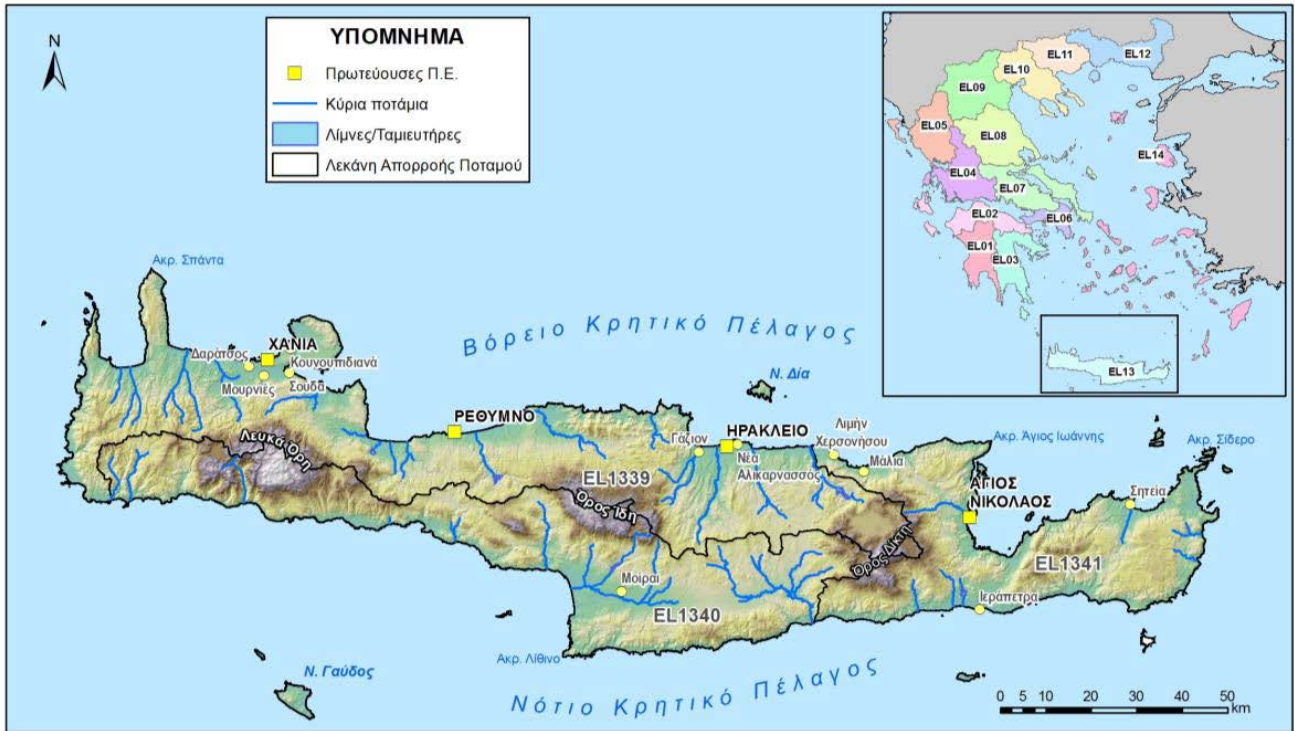 N
ΥΠΟΜΝΗΜΑ
Πρωτεύουσες Π.Ε.
Κύρια ποτάμια
Λίμνες/Ταμιευτήρες
Λεκάνη Απορροής Ποταμού
EL11
EL12
EL10
EL09
EL05
EL08
EL14
EL04
EL07
EL02
EL06
EL01
EL03
EL13
Ακρ. Σπάντα
Βόρειο Κρητικό Πέλαγος
ΧΑΝΙΑ
Δαράτσος
Κουνουπιδιανά
Μουρνιές
Σούδα
Ν. Δία
ΡΕΘΥΜΝΟ
ΗΡΑΚΛΕΙΟ
Γάζιον
Νέα
Αλικαρνασσός
Λιμήν
Χερσονήσου
Μάλια
Ακρ. Άγιος Ιωάννης
Ακρ. Σίδερο
Λευκά Όρη
EL1339
Όρος Ίδη
ΑΓΙΟΣ
ΝΙΚΟΛΑΟΣ
Σητεία
Όρος Δίκτη
EL1341
Μοίραι
EL1340
Ιεράπετρα
Ακρ. Λίθινο
Ν. Γαύδος
Νότιο Κρητικό Πέλαγος
0 5 10 20 30 40 50
km